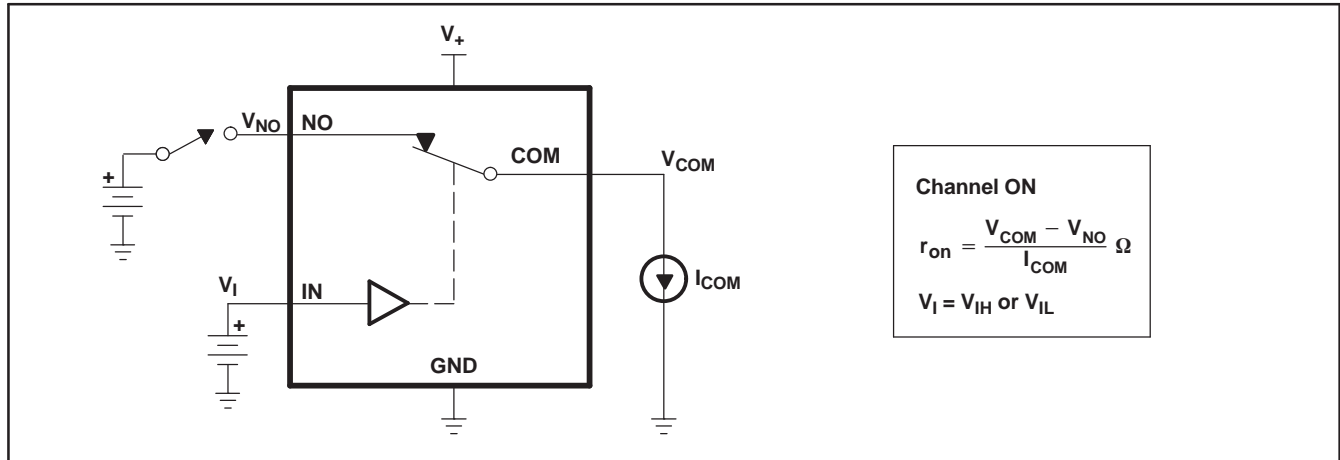 V+
VNO NO
COM
VCOM
+
VI IN
+
ICOM
GND
Channel ON
ron = VCOM – VNO / ICOM Ω
VI = VIH or VIL